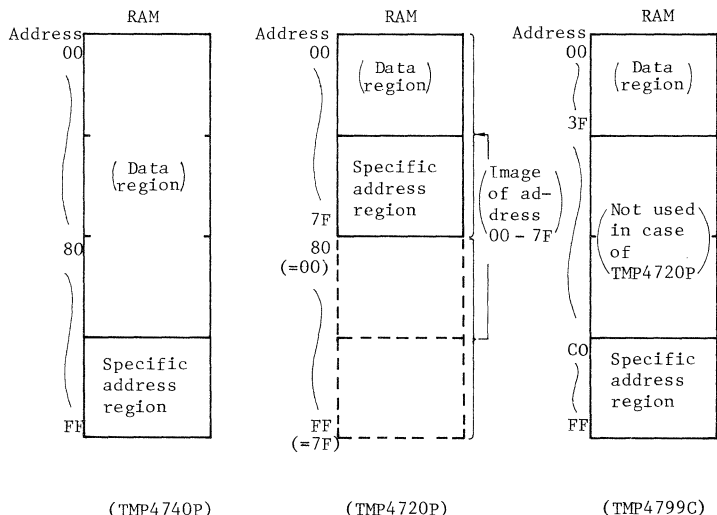 RAM
Address
00
(Data
region)
80
Specific
address
region
FF
(TMP4740P)
RAM
Address
00
(Data
region)
Specific
address
region
7F
80
(=00)
FF
(=7F)
(Image
of ad-
dress
00 - 7F)
(TMP4720P)
RAM
Address
00
(Data
region)
3F
(Not used
in case
of
TMP4720P)
C0
Specific
address
region
FF
(TMP4799C)